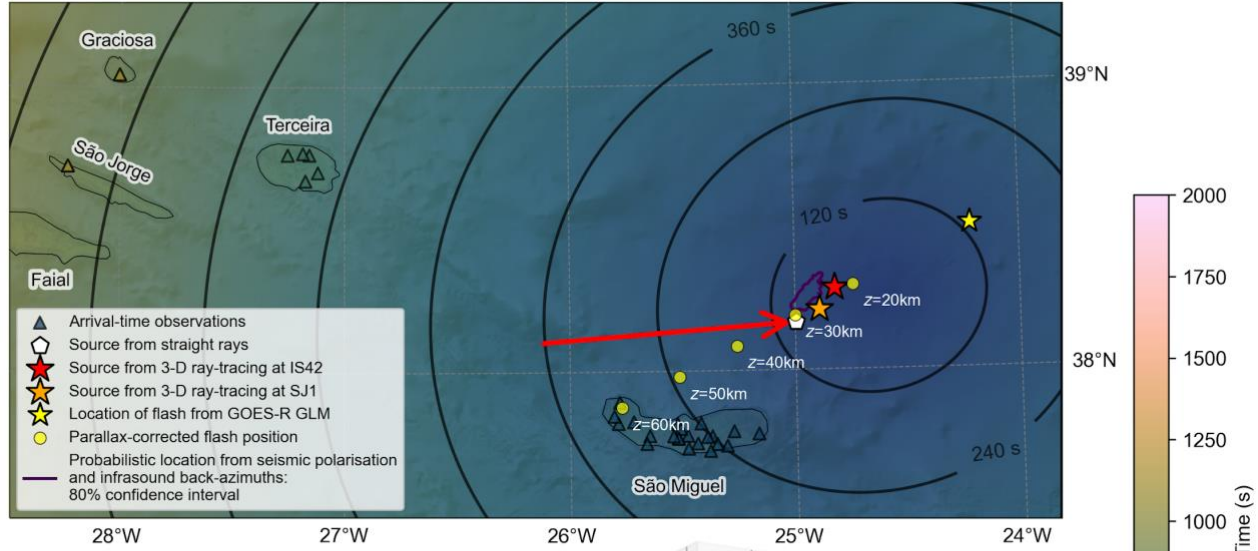 Graciosa
360 s
39°N
Terceira
São Jorge
120 s
2000
Faial
z=20km
1750
Arrival-time observations
z=30km
Source from straight rays
z=40km
38°N
1500
Source from 3-D ray-tracing at IS42
Source from 3-D ray-tracing at SJ1
z=50km
Location of flash from GOES-R GLM
z=60km
1250
Parallax-corrected flash position
Probabilistic location from seismic polarisation
and infrasound back-azimuths:
80% confidence interval
240 s
São Miguel
1000
28°W
27°W
26°W
25°W
24°W
Time (s)